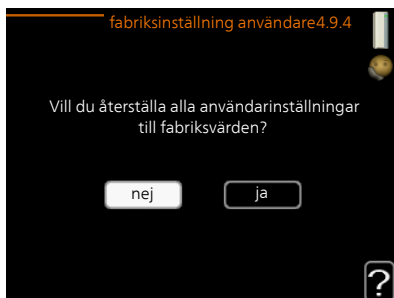 fabriksinställning användare4.9.4
Vill du återställa alla användarinställningar
till fabriksvärden?
nej
ja
?